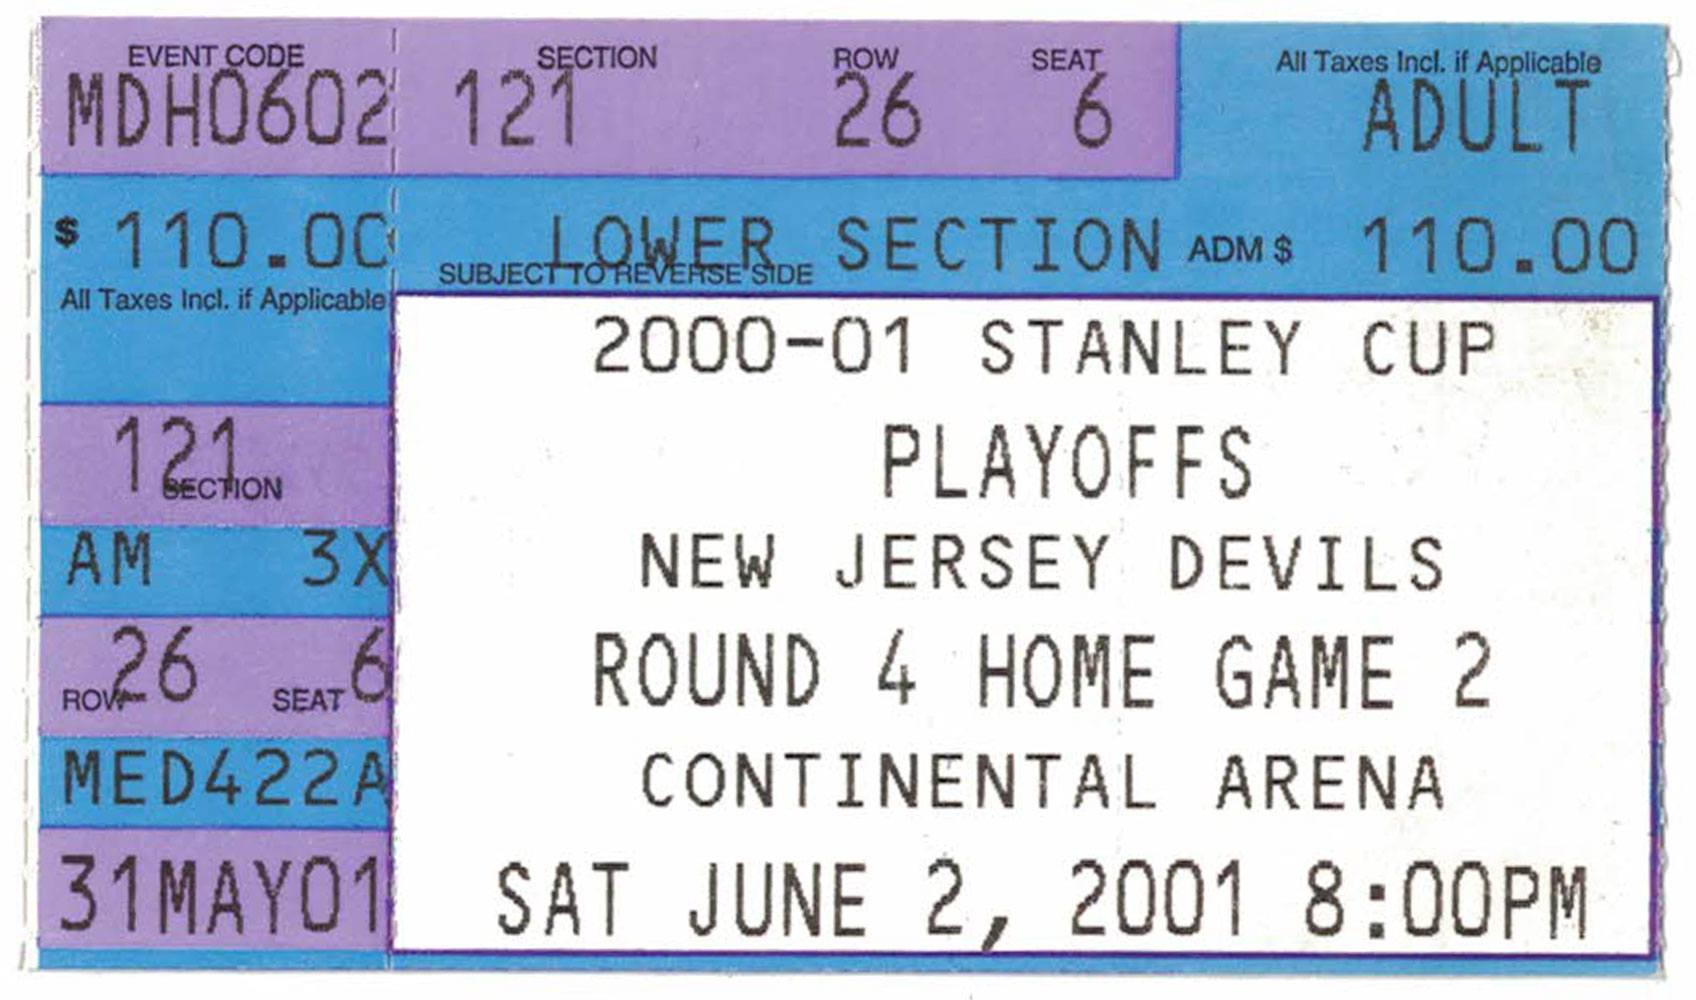 EVENT CODE SECTION ROW SEAT All Taxes Incl. if Applicable
MDH0602 121 26 6 ADULT
$ 110.00 LOWER SECTION ADM $ 110.00
SUBJECT TO REVERSE SIDE
All Taxes Incl. if Applicable
2000-01 STANLEY CUP
121
SECTION
PLAYOFFS
AM 3X
NEW JERSEY DEVILS
26 6
ROW SEAT
ROUND 4 HOME GAME 2
MED422A
CONTINENTAL ARENA
31MAY01
SAT JUNE 2, 2001 8:00PM